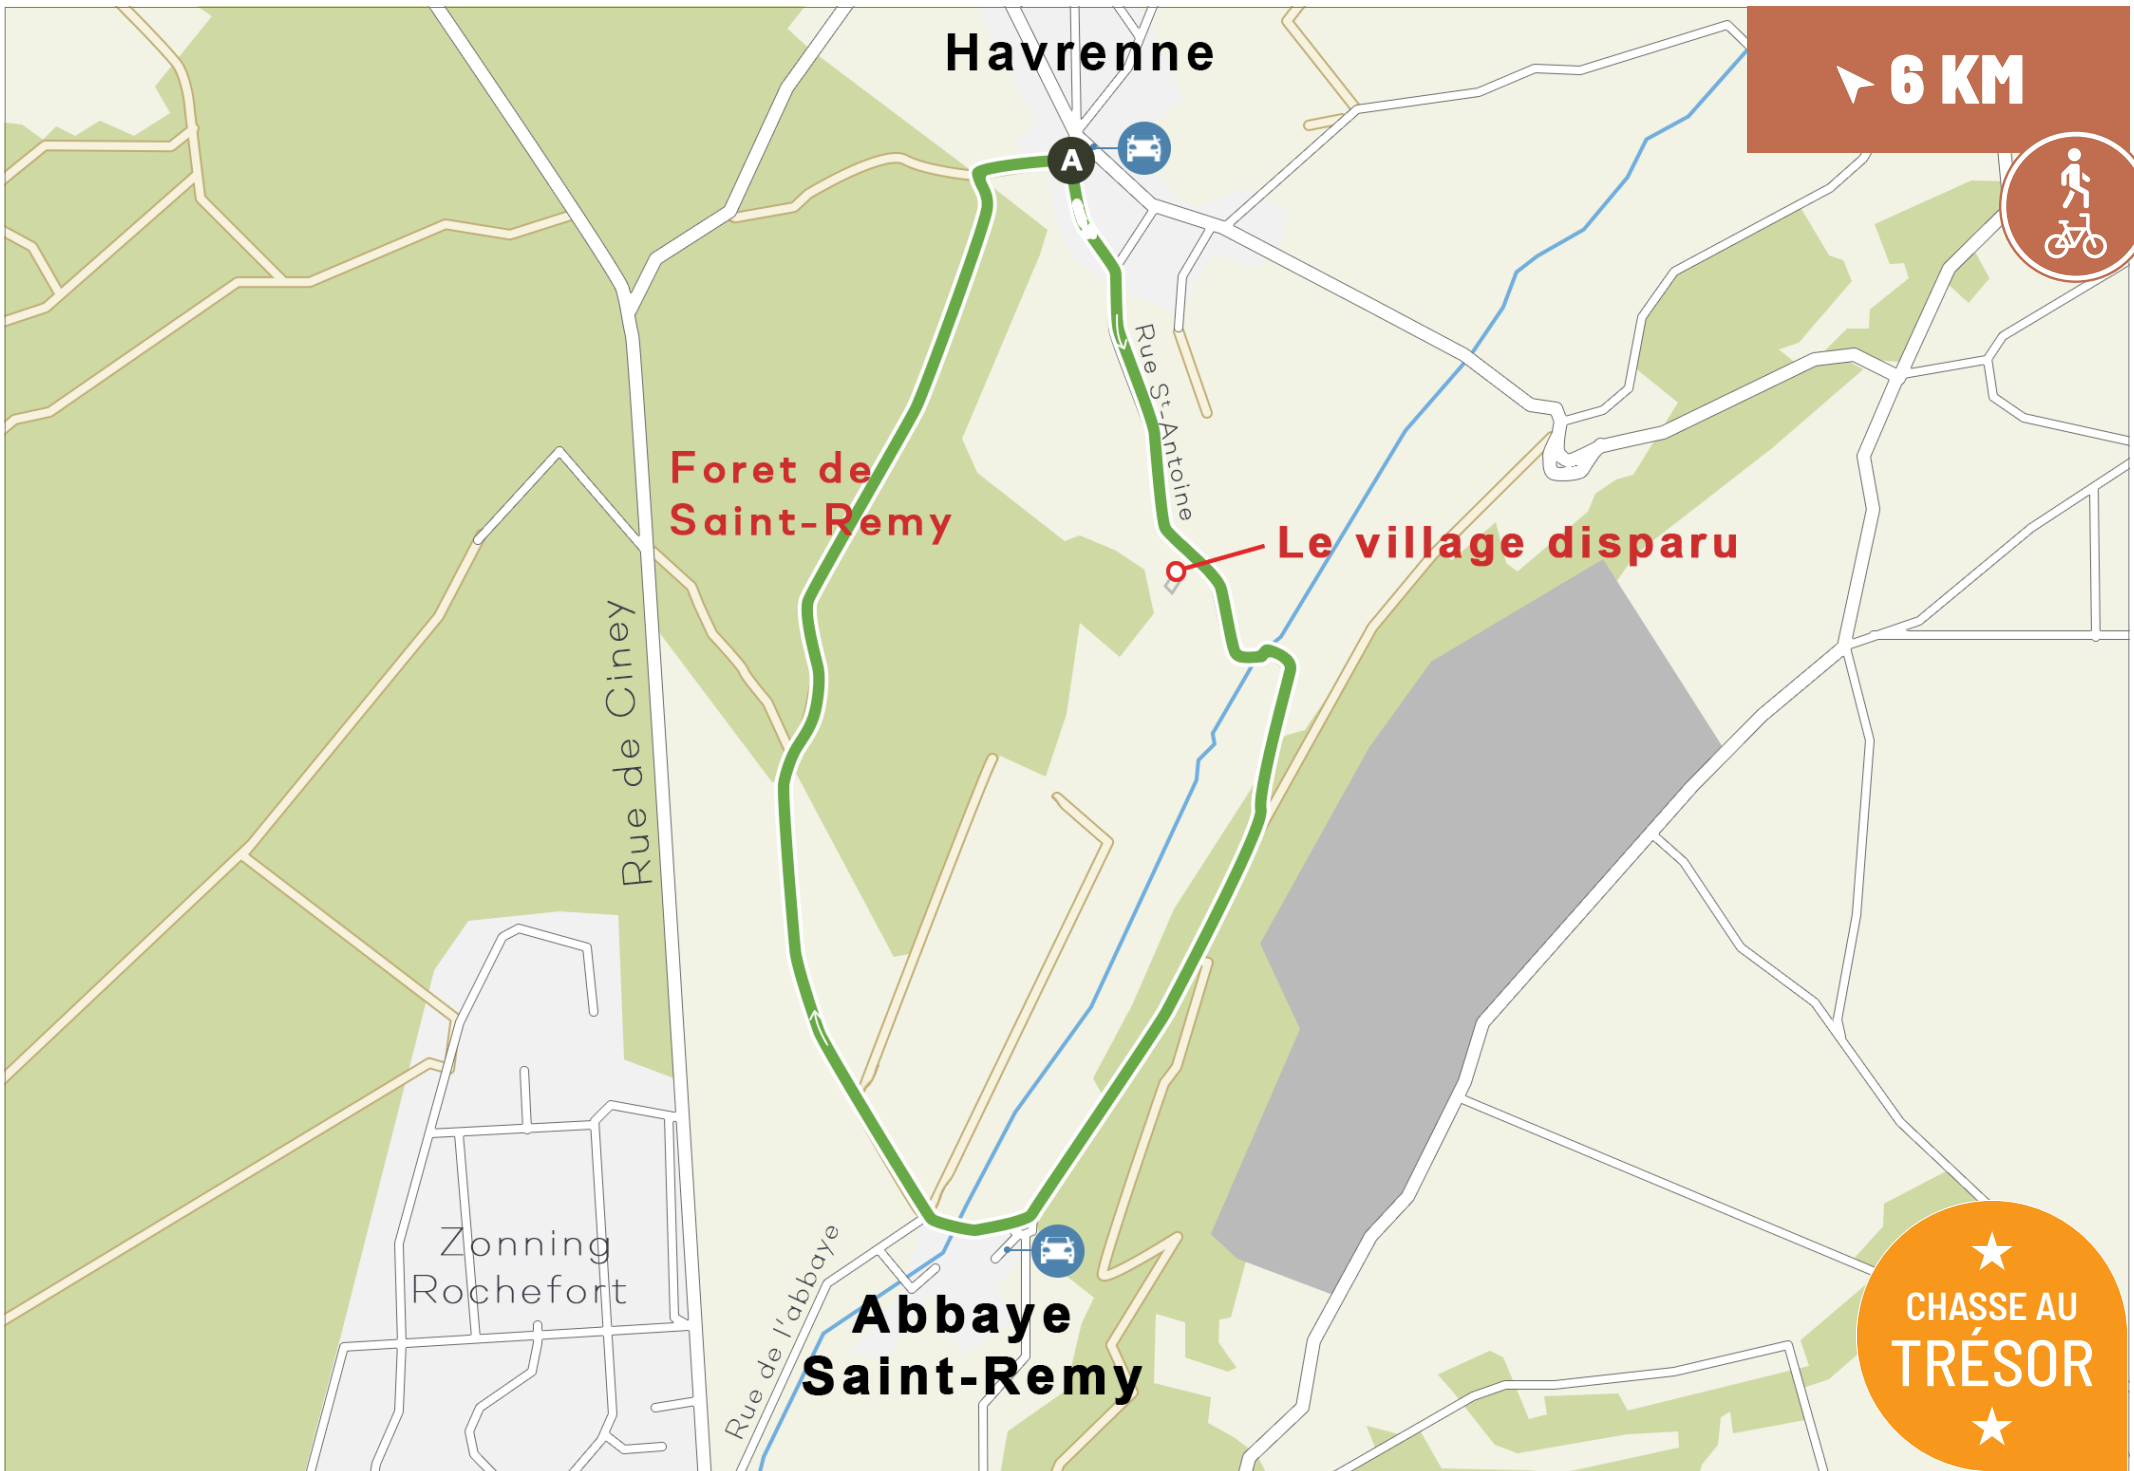 Havrenne
6 KM
A
Rue St-Antoine
Foret de
Saint-Remy
Le village disparu
Rue de Ciney
Zonning
Rochefort
Rue de l'abbaye
Abbaye
Saint-Remy
CHASSE AU
TRÉSOR